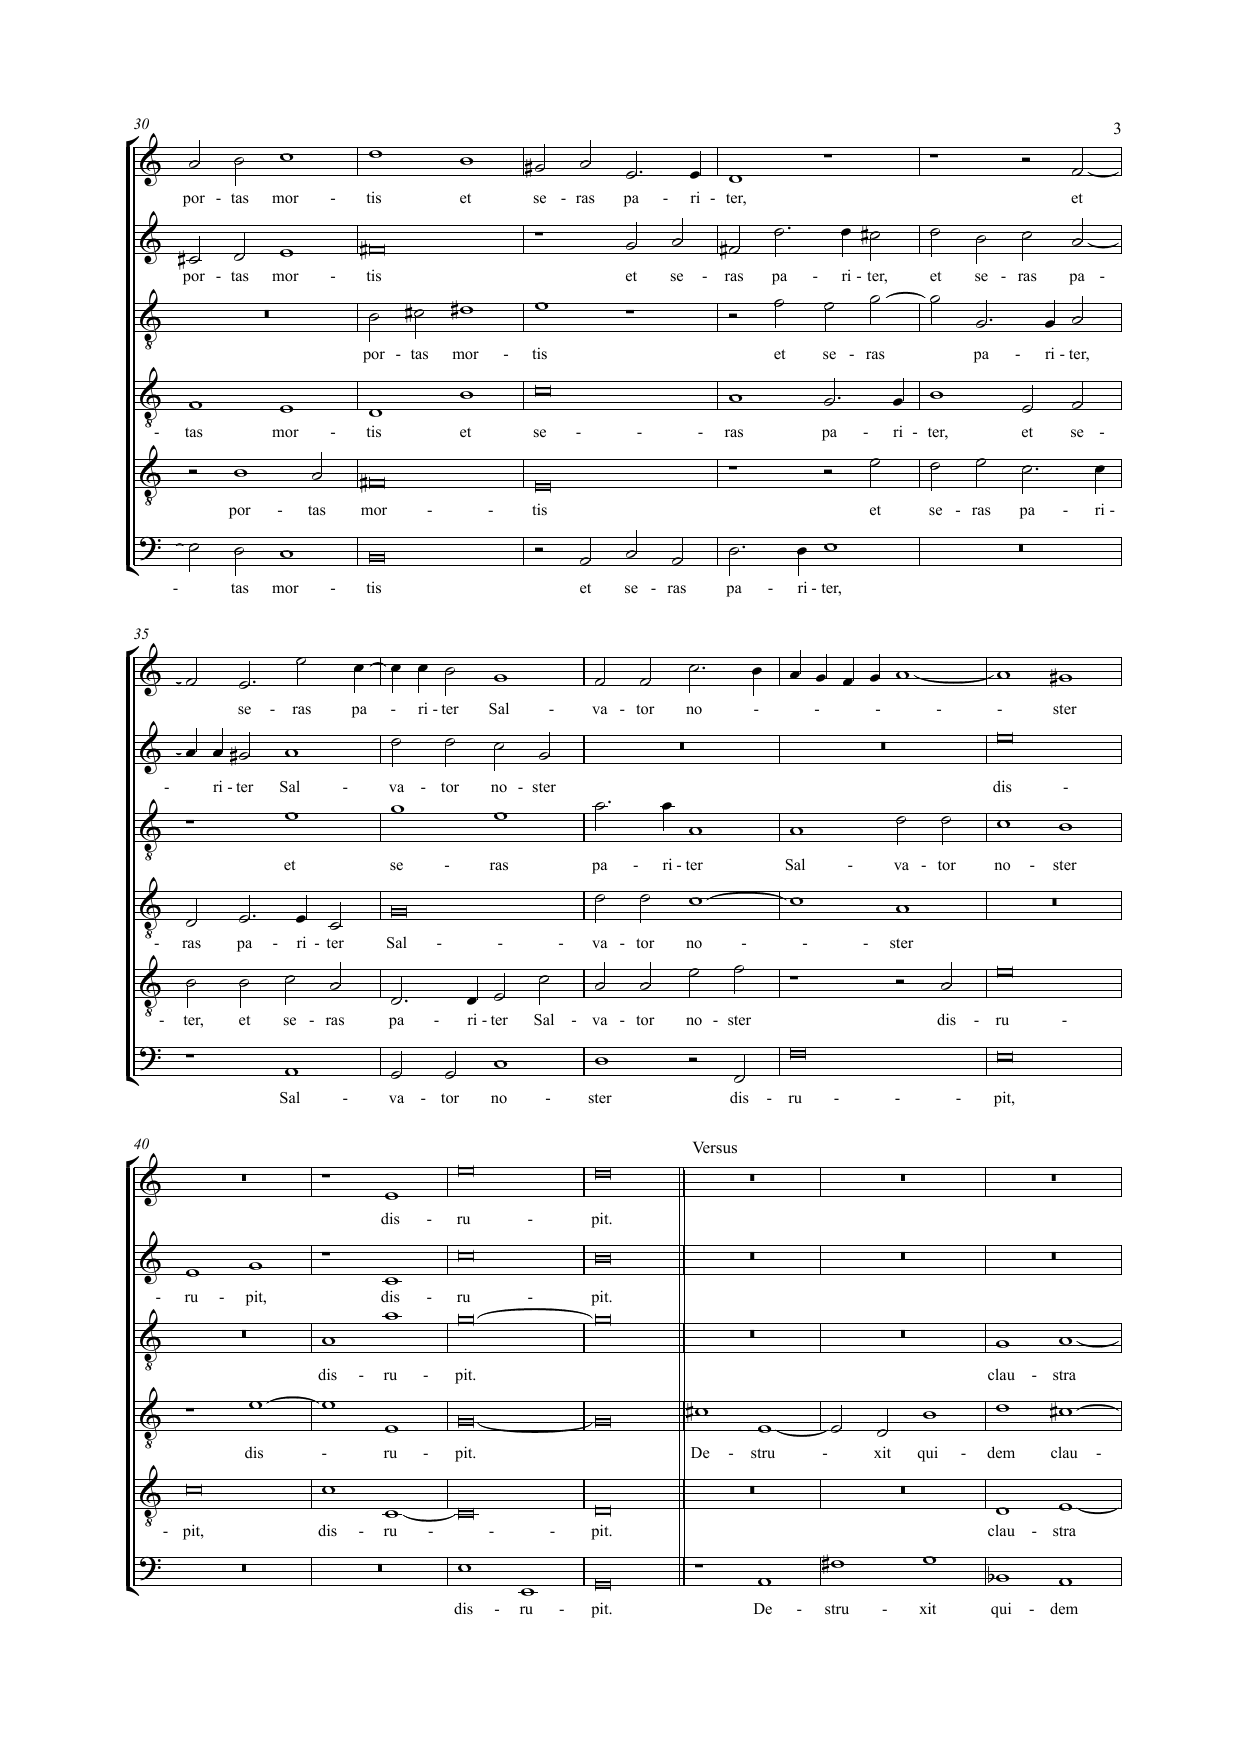 30
3
por - tas mor - tis et se - ras pa - ri - ter, et
por - tas mor - tis et se - ras pa - ri - ter, et se - ras pa -
por - tas mor - tis et se - ras pa - ri - ter,
- tas mor - tis et se - - - ras pa - ri - ter, et se -
por - tas mor - - tis et se - ras pa - ri -
- tas mor - tis et se - ras pa - ri - ter,
35
se - ras pa - ri - ter Sal - va - tor no - - - - - ster
- ri - ter Sal - va - tor no - ster dis -
et se - ras pa - ri - ter Sal - va - tor no - ster
- ras pa - ri - ter Sal - - - va - tor no - - - ster
- ter, et se - ras pa - ri - ter Sal - va - tor no - ster dis - ru -
Sal - va - tor no - ster dis - ru - - - pit,
40
Versus
dis - ru - pit.
- ru - pit, dis - ru - pit.
dis - ru - pit. clau - stra
dis - ru - pit. De - stru - xit qui - dem clau -
- pit, dis - ru - - - pit. clau - stra
dis - ru - pit. De - stru - xit qui - dem